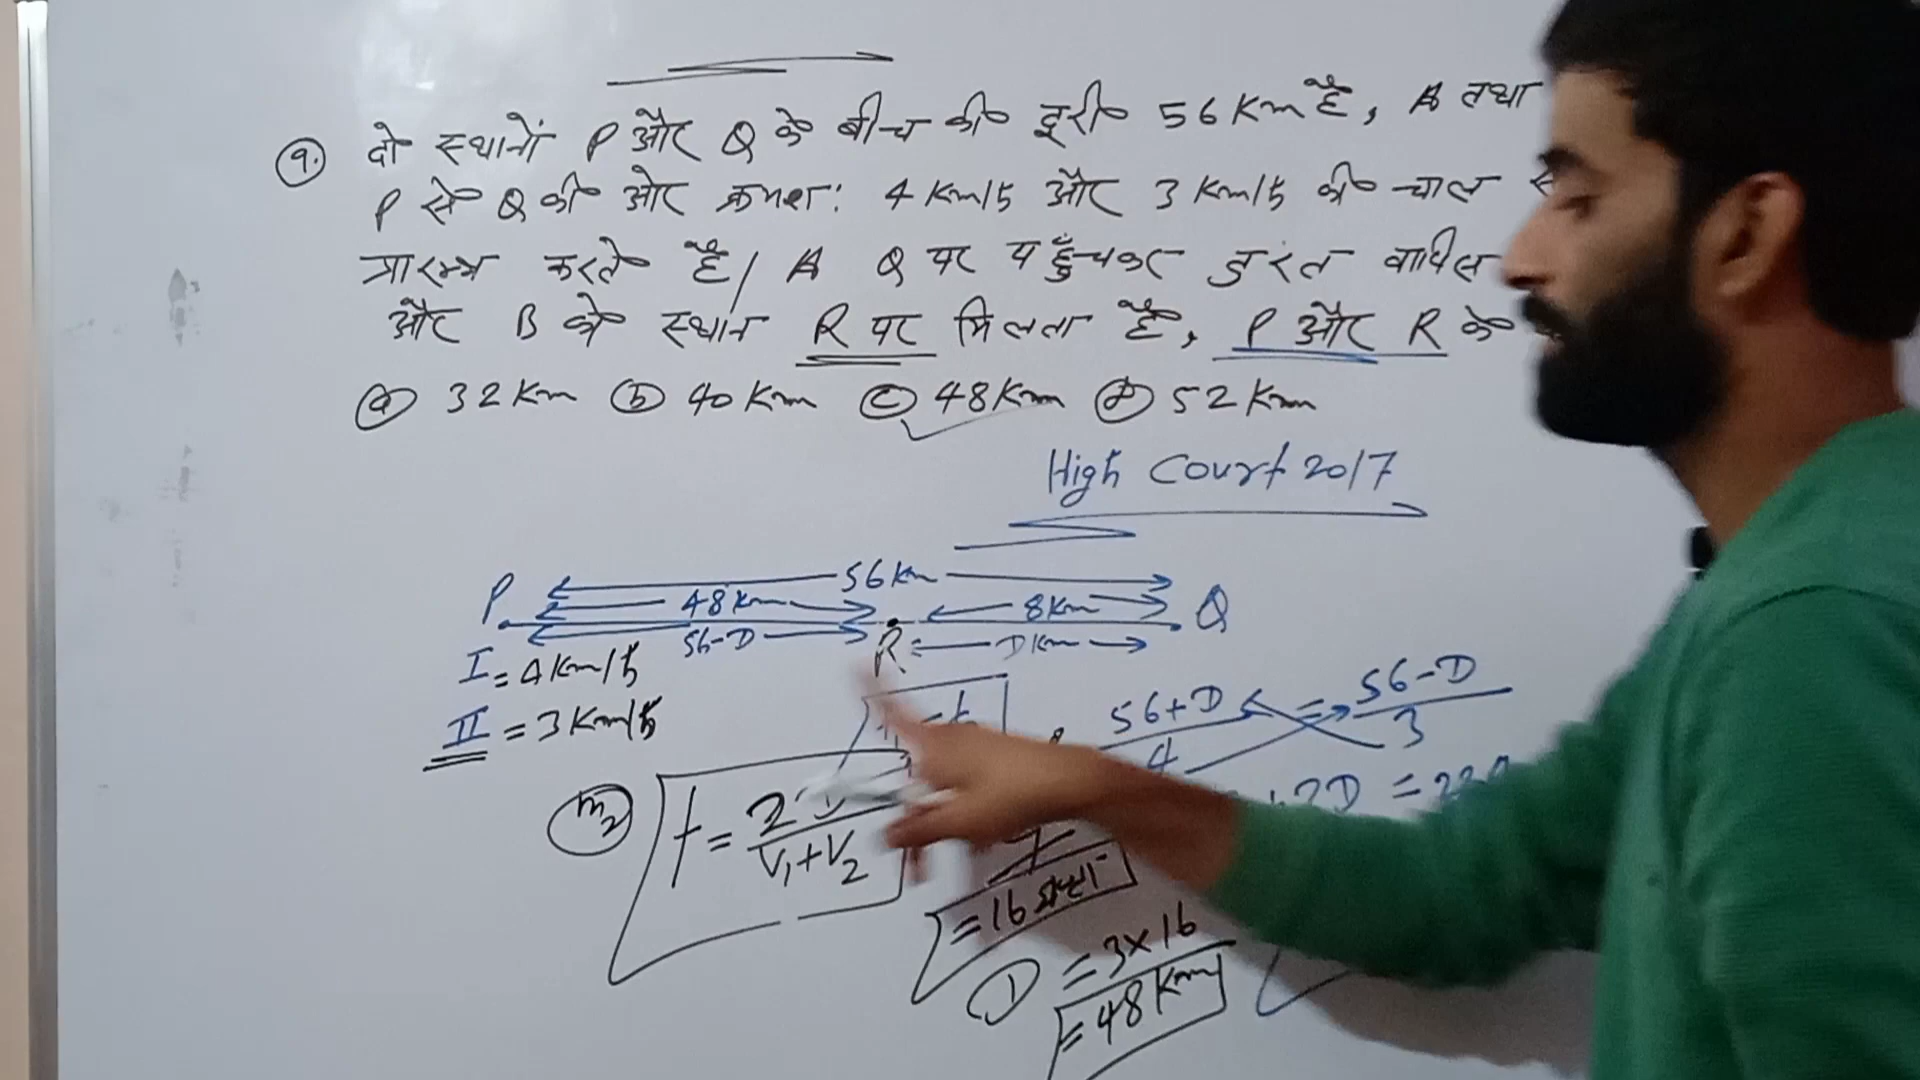 9. दो स्थानों P और Q के बीच की दूरी 56 Km है, A तथा
P से Q की ओर क्रमश: 4 Km/h और 3 Km/h की चाल
प्रारम्भ करते है। A Q पर पहुँचकर तुरंत वापिस
और B को स्थान R पर मिलता है, P और R के
(a) 32 Km (b) 40 Km (c) 48 Km (d) 52 Km
High Court 2017
56 Km
P 48 Km 8 Km Q
56-D R D Km
I = 4 Km/h
II = 3 Km/h
56+D / 4 = 56-D / 3
m2 t = 2D / V1+V2
= 16 घण्टा
① = 3×16
= 48 Km